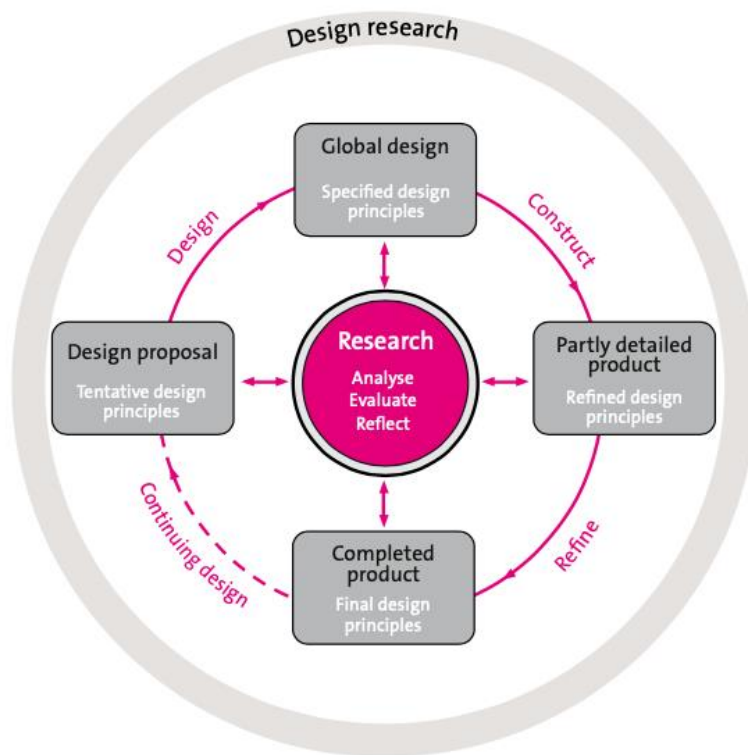 Design research
Global design
Specified design
principles
Design
Construct
Design proposal
Tentative design
principles
Research
Analyse
Evaluate
Reflect
Partly detailed
product
Refined design
principles
Continuing design
Refine
Completed
product
Final design
principles